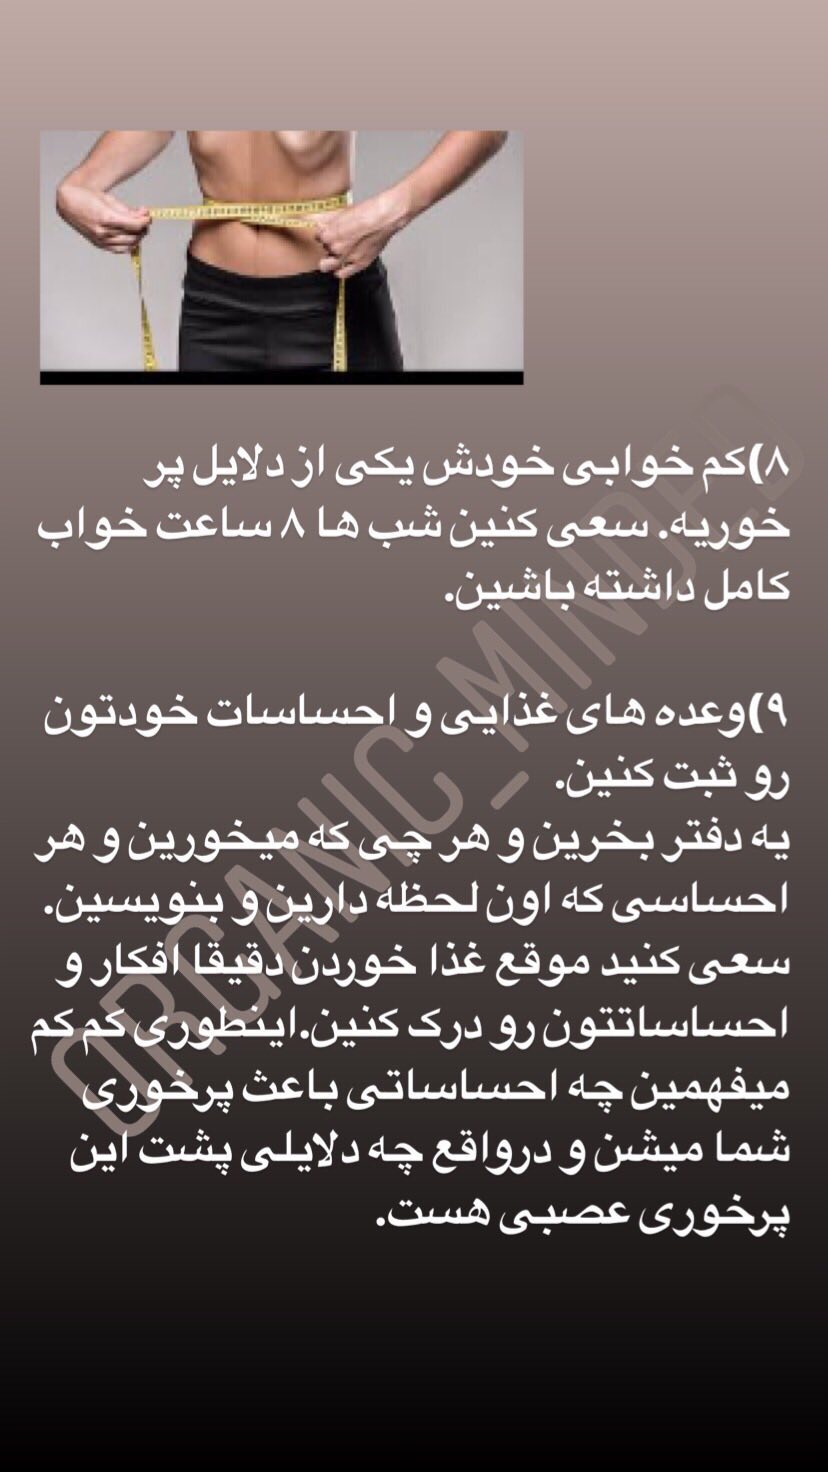 ۸)کم خوابی خودش یکی از دلایل پر
خوریه. سعی کنین شب ها ۸ ساعت خواب
کامل داشته باشین.
۹)وعده های غذایی و احساسات خودتون
رو ثبت کنین.
یه دفتر بخرین و هر چی که میخورین و هر
احساسی که اون لحظه دارین و بنویسین.
سعی کنید موقع غذا خوردن دقیقا افکار و
احساساتتون رو درک کنین.اینطوری کم کم
میفهمین چه احساساتی باعث پرخوری
شما میشن و درواقع چه دلایلی پشت این
پرخوری عصبی هست.
ORGANIC_MINDED